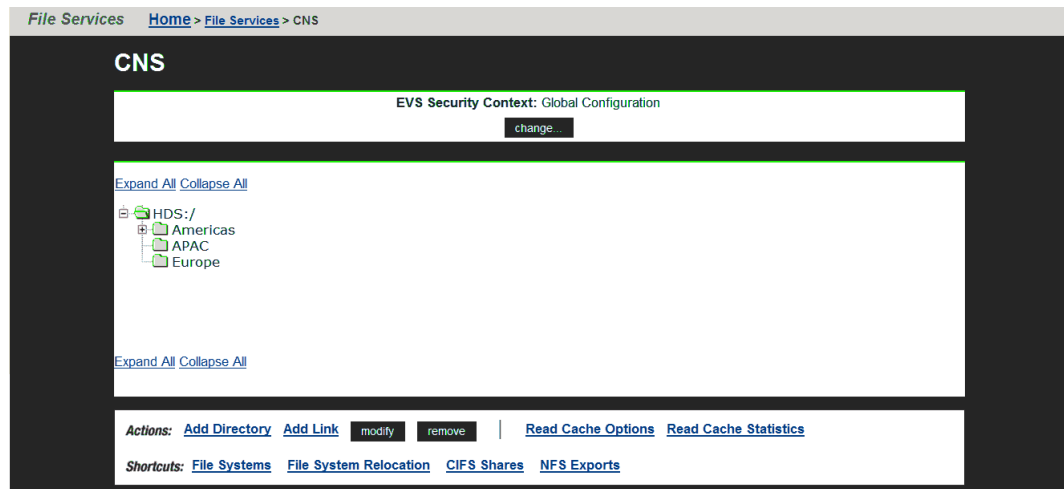 File Services Home > File Services > CNS
CNS
EVS Security Context: Global Configuration
change...
Expand All Collapse All
HDS:/
Americas
APAC
Europe
Expand All Collapse All
Actions: Add Directory Add Link modify remove Read Cache Options Read Cache Statistics
Shortcuts: File Systems File System Relocation CIFS Shares NFS Exports